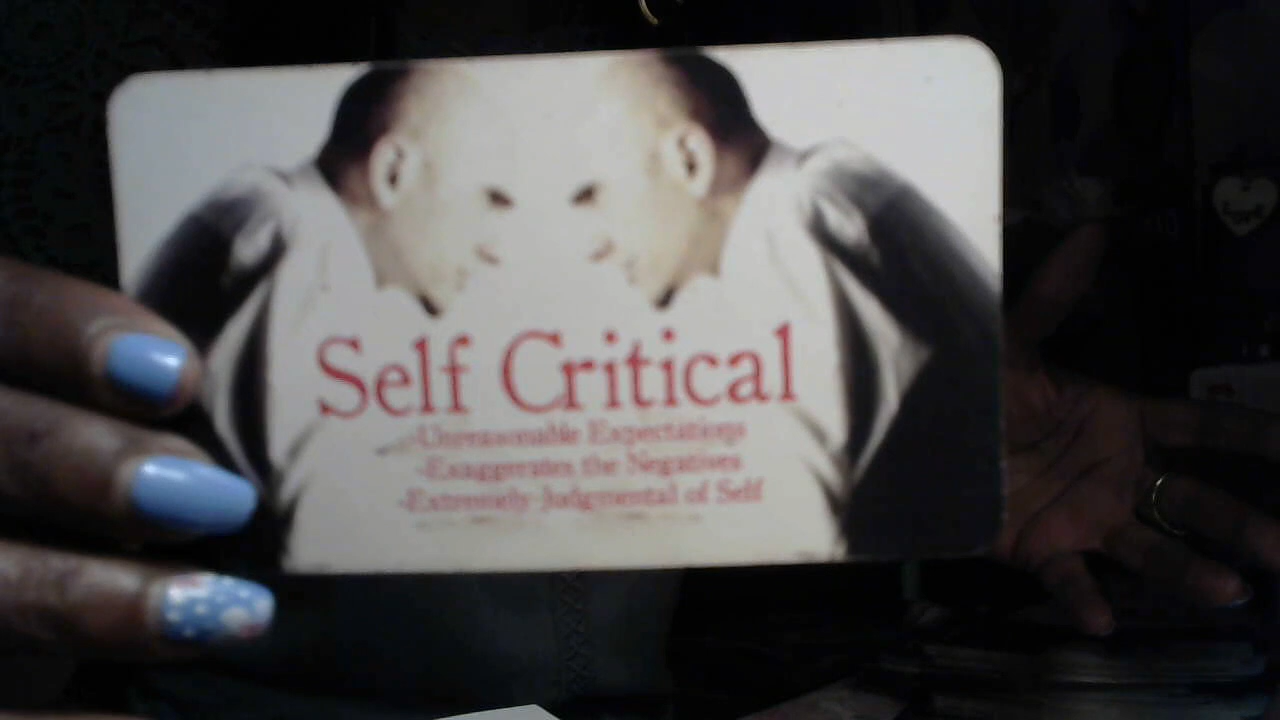 Self Critical
-Unreasonable Expectations
-Exaggerates the Negatives
-Extremely Judgmental of Self